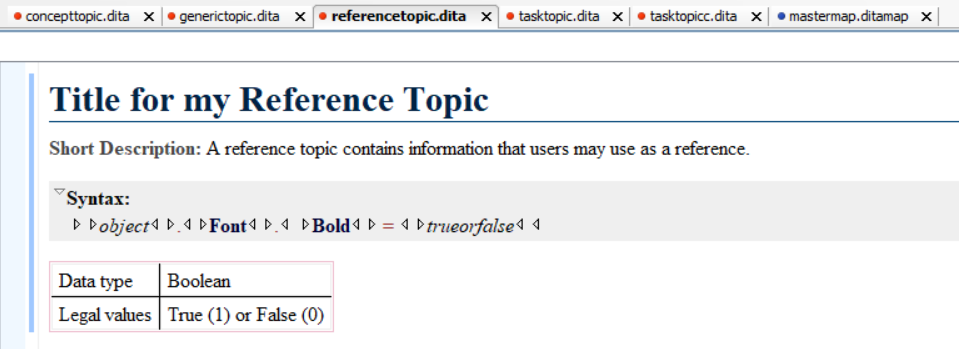 concepttopic.dita X generictopic.dita X referencetopic.dita X tasktopic.dita X tasktopicc.dita X mastermap.ditamap X
Title for my Reference Topic
Short Description: A reference topic contains information that users may use as a reference.
Syntax:
object . Font . Bold = trueorfalse
Data type Boolean
Legal values True (1) or False (0)